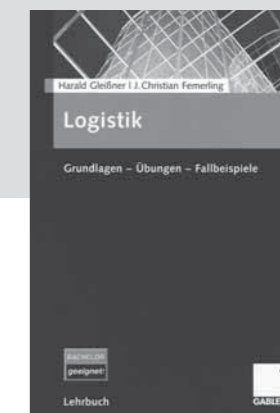 Harald Gleißner | J. Christian Femerling
Logistik
Grundlagen – Übungen – Fallbeispiele
BACHELOR
geeignet!
Lehrbuch
GABLER